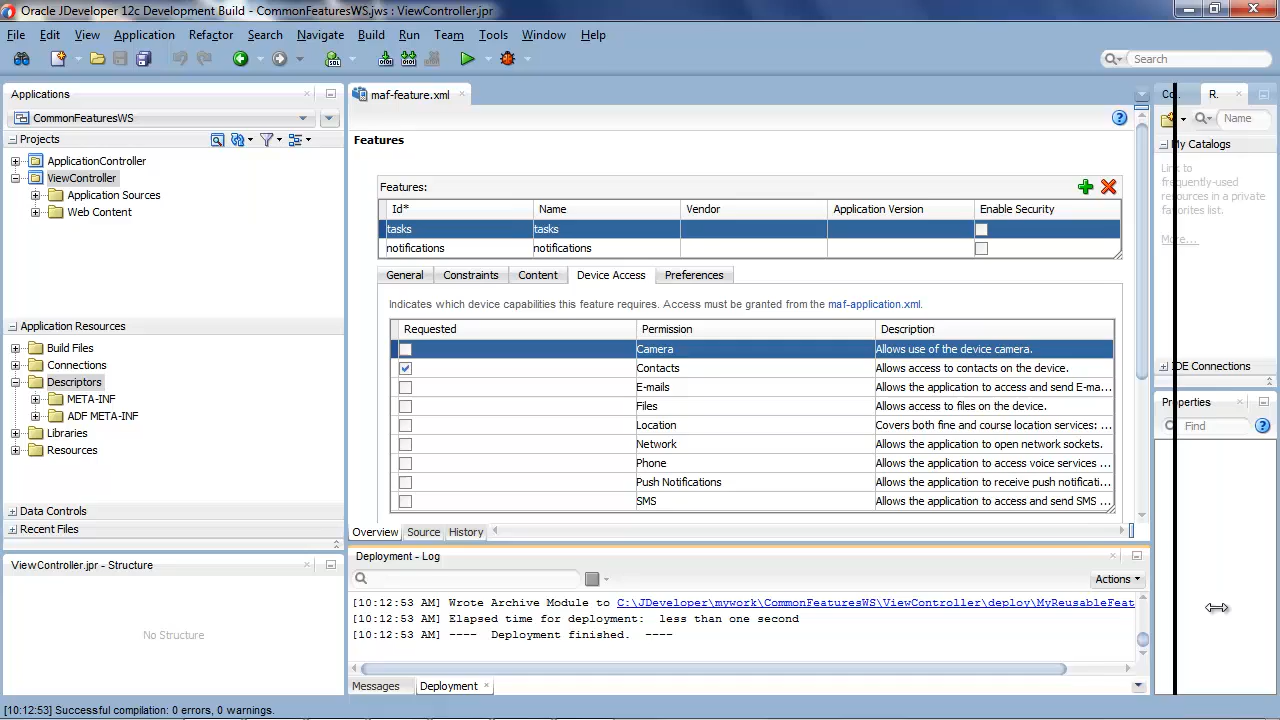 Oracle JDeveloper 12c Development Build - CommonFeaturesWS.jws : ViewController.jpr
File Edit View Application Refactor Search Navigate Build Run Team Tools Window Help
Search
Applications
CommonFeaturesWS
Projects
ApplicationController
ViewController
Application Sources
Web Content
Application Resources
Build Files
Connections
Descriptors
META-INF
ADF META-INF
Libraries
Resources
Data Controls
Recent Files
ViewController.jpr - Structure
No Structure
maf-feature.xml
Features
Features:
Id* Name Vendor Application Version Enable Security
tasks tasks
notifications notifications
General Constraints Content Device Access Preferences
Indicates which device capabilities this feature requires. Access must be granted from the maf-application.xml.
Requested Permission Description
Camera Allows use of the device camera.
Contacts Allows access to contacts on the device.
E-mails Allows the application to access and send E-ma...
Files Allows access to files on the device.
Location Covers both fine and course location services: ...
Network Allows the application to open network sockets.
Phone Allows the application to access voice services ...
Push Notifications Allows the application to receive push notificati...
SMS Allows the application to access and send SMS ...
Overview Source History
Deployment - Log
Actions
[10:12:53 AM] Wrote Archive Module to C:\JDeveloper\mywork\CommonFeaturesWS\ViewController\deploy\MyReusableFeat
[10:12:53 AM] Elapsed time for deployment: less than one second
[10:12:53 AM] ---- Deployment finished. ----
Messages Deployment
Co. R.
Name
My Catalogs
Link to
frequently-used
resources in a private
favorites list.
More...
IDE Connections
Properties
Find
[10:12:53] Successful compilation: 0 errors, 0 warnings.